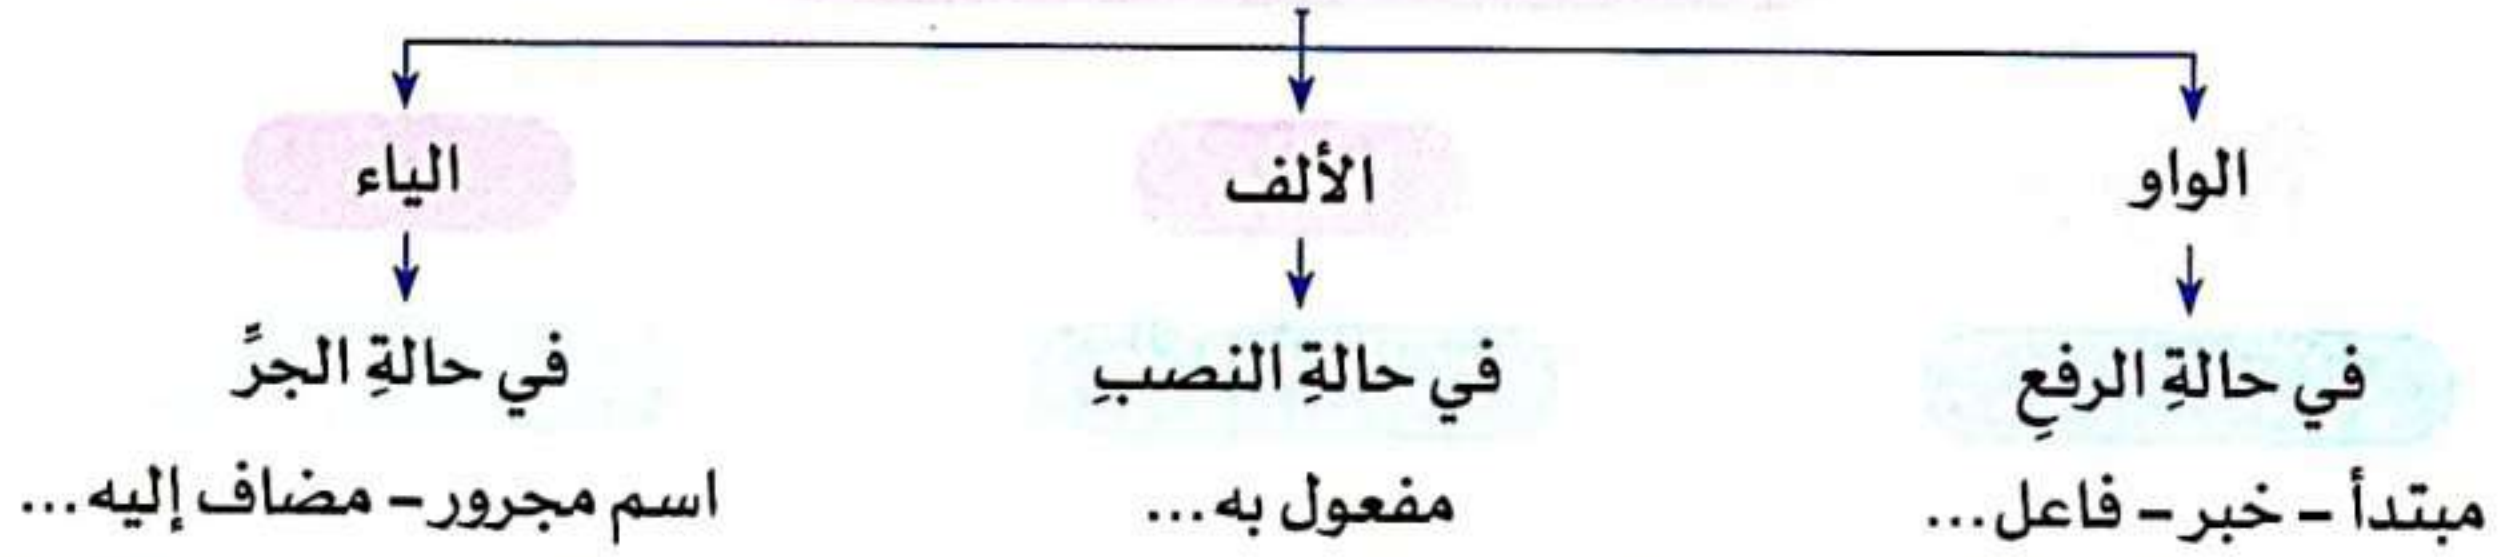 الواو
الألف
الياء
في حالةِ الرفعِ
في حالةِ النصبِ
في حالةِ الجرِّ
مبتدأ – خبر – فاعل...
مفعول به...
اسم مجرور – مضاف إليه...